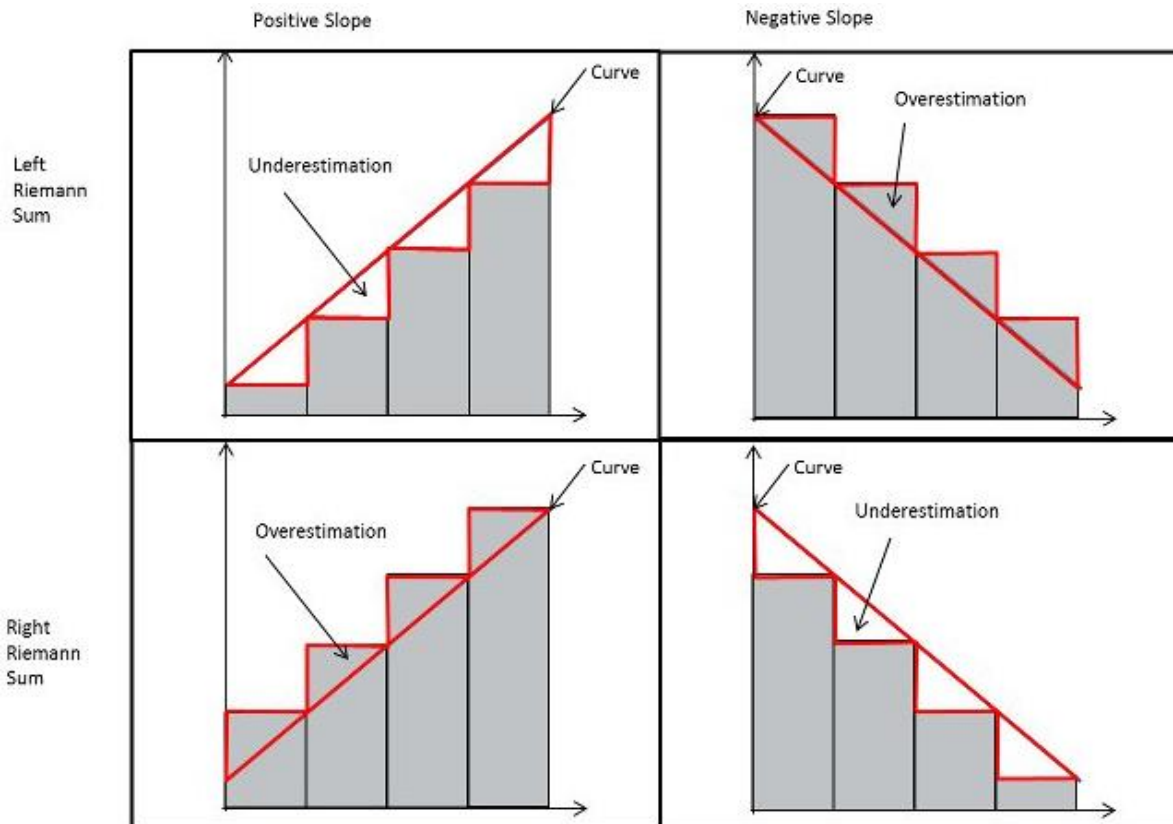 Positive Slope
Negative Slope
Left
Riemann
Sum
Curve
Underestimation
Curve
Overestimation
Right
Riemann
Sum
Curve
Overestimation
Curve
Underestimation